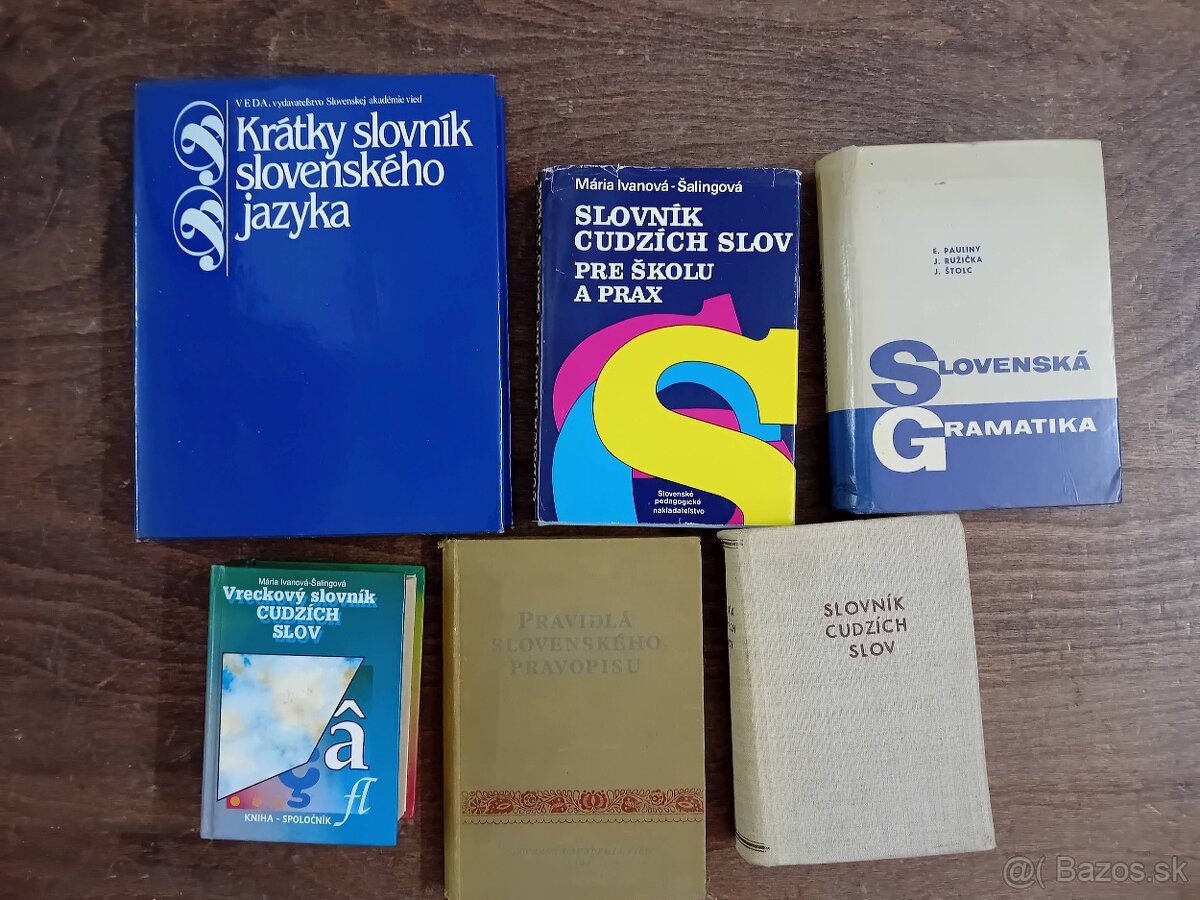 VEDA, vydavateľstvo Slovenskej akadémie vied
Krátky slovník
slovenského
jazyka
Mária Ivanová-Šalingová
SLOVNÍK
CUDZÍCH SLOV
PRE ŠKOLU
A PRAX
Slovenské
pedagogické
nakladateľstvo
E. PAULINY
J. RUŽIČKA
J. ŠTOLC
SLOVENSKÁ
GRAMATIKA
Mária Ivanová-Šalingová
Vreckový slovník
CUDZÍCH
SLOV
â
fl
KNIHA - SPOLOČNÍK
PRAVIDLÁ
SLOVENSKÉHO
PRAVOPISU
SLOVNÍK
CUDZÍCH
SLOV
@( Bazos.sk